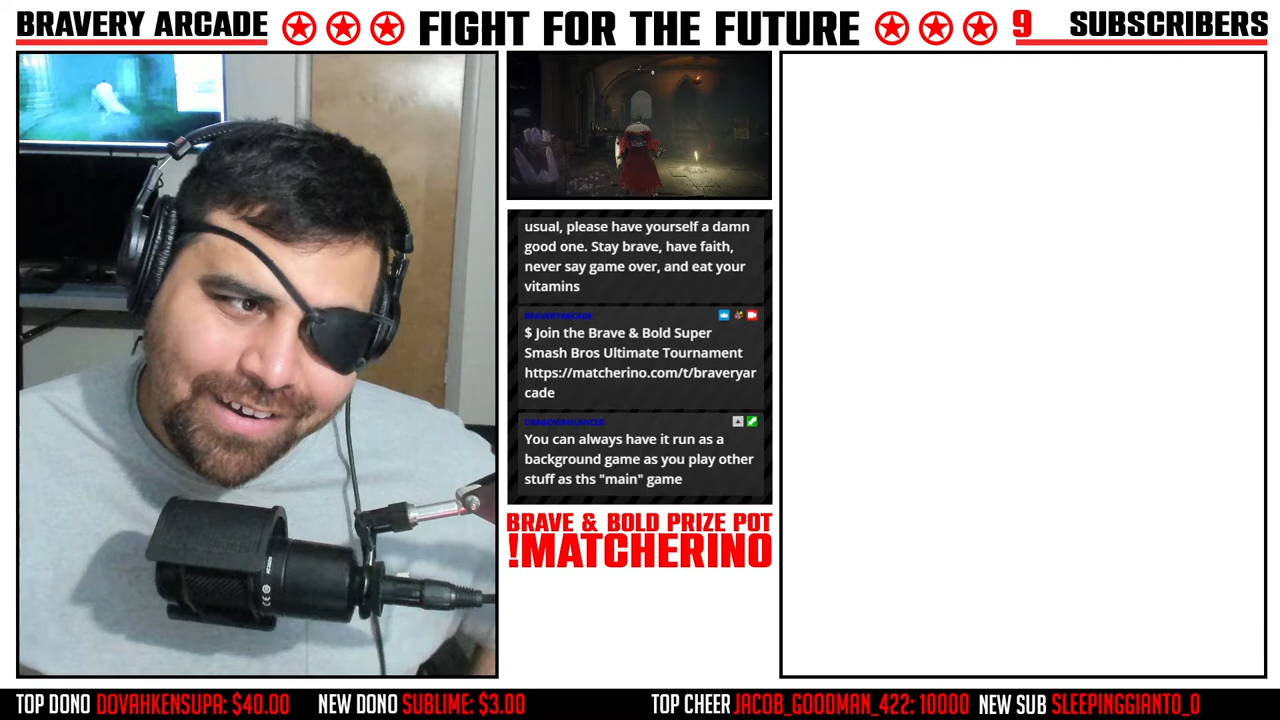 BRAVERY ARCADE
FIGHT FOR THE FUTURE
9 SUBSCRIBERS
usual, please have yourself a damn
good one. Stay brave, have faith,
never say game over, and eat your
vitamins
BRAVERYARCADE
$ Join the Brave & Bold Super
Smash Bros Ultimate Tournament
https://matcherino.com/t/braveryar
cade
DRAGOVIANLANCER
You can always have it run as a
background game as you play other
stuff as ths "main" game
BRAVE & BOLD PRIZE POT
!MATCHERINO
TOP DONO DOVAHKENSUPA: $40.00 NEW DONO SUBLIME: $3.00 TOP CHEER JACOB_GOODMAN_422: 10000 NEW SUB SLEEPINGGIANTO_0